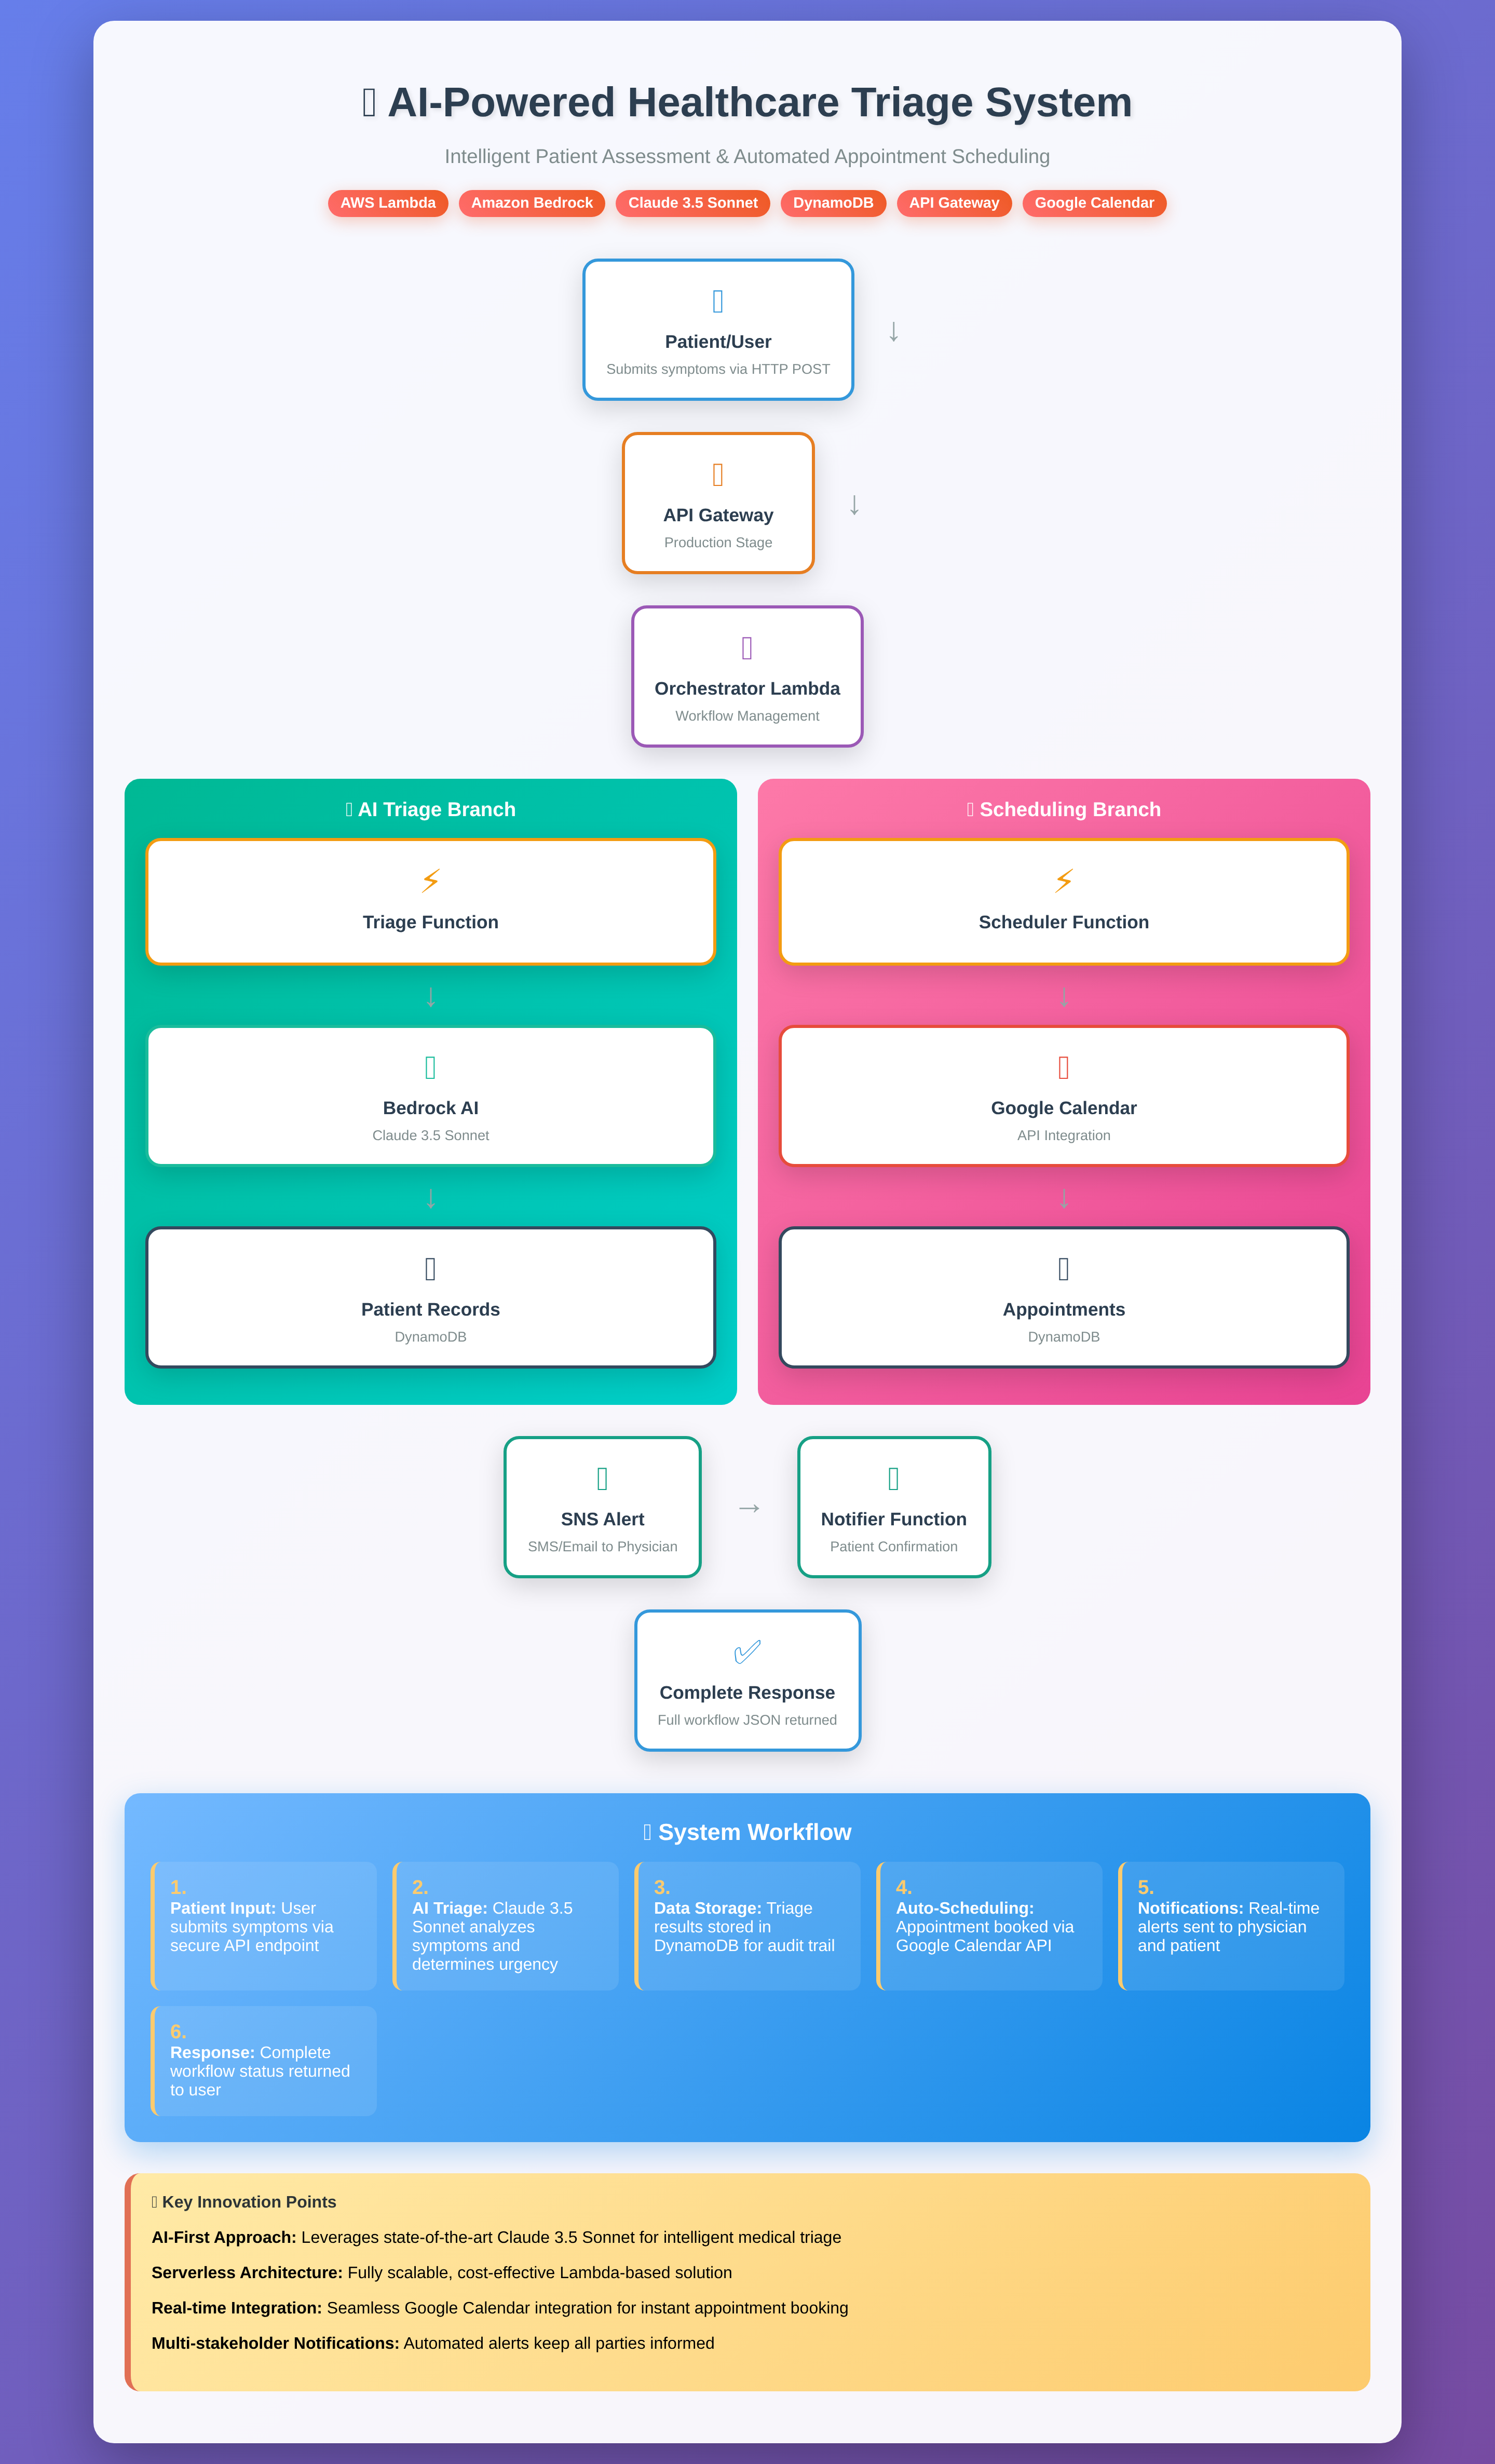 AI-Powered Healthcare Triage System
Intelligent Patient Assessment & Automated Appointment Scheduling
AWS Lambda Amazon Bedrock Claude 3.5 Sonnet DynamoDB API Gateway Google Calendar
Patient/User
Submits symptoms via HTTP POST
↓
API Gateway
Production Stage
↓
Orchestrator Lambda
Workflow Management
AI Triage Branch
⚡
Triage Function
↓
Bedrock AI
Claude 3.5 Sonnet
↓
Patient Records
DynamoDB
Scheduling Branch
⚡
Scheduler Function
↓
Google Calendar
API Integration
↓
Appointments
DynamoDB
SNS Alert
SMS/Email to Physician
→
Notifier Function
Patient Confirmation
✅
Complete Response
Full workflow JSON returned
System Workflow
1.
Patient Input: User
submits symptoms via
secure API endpoint
2.
AI Triage: Claude 3.5
Sonnet analyzes
symptoms and
determines urgency
3.
Data Storage: Triage
results stored in
DynamoDB for audit trail
4.
Auto-Scheduling:
Appointment booked via
Google Calendar API
5.
Notifications: Real-time
alerts sent to physician
and patient
6.
Response: Complete
workflow status returned
to user
Key Innovation Points
AI-First Approach: Leverages state-of-the-art Claude 3.5 Sonnet for intelligent medical triage
Serverless Architecture: Fully scalable, cost-effective Lambda-based solution
Real-time Integration: Seamless Google Calendar integration for instant appointment booking
Multi-stakeholder Notifications: Automated alerts keep all parties informed